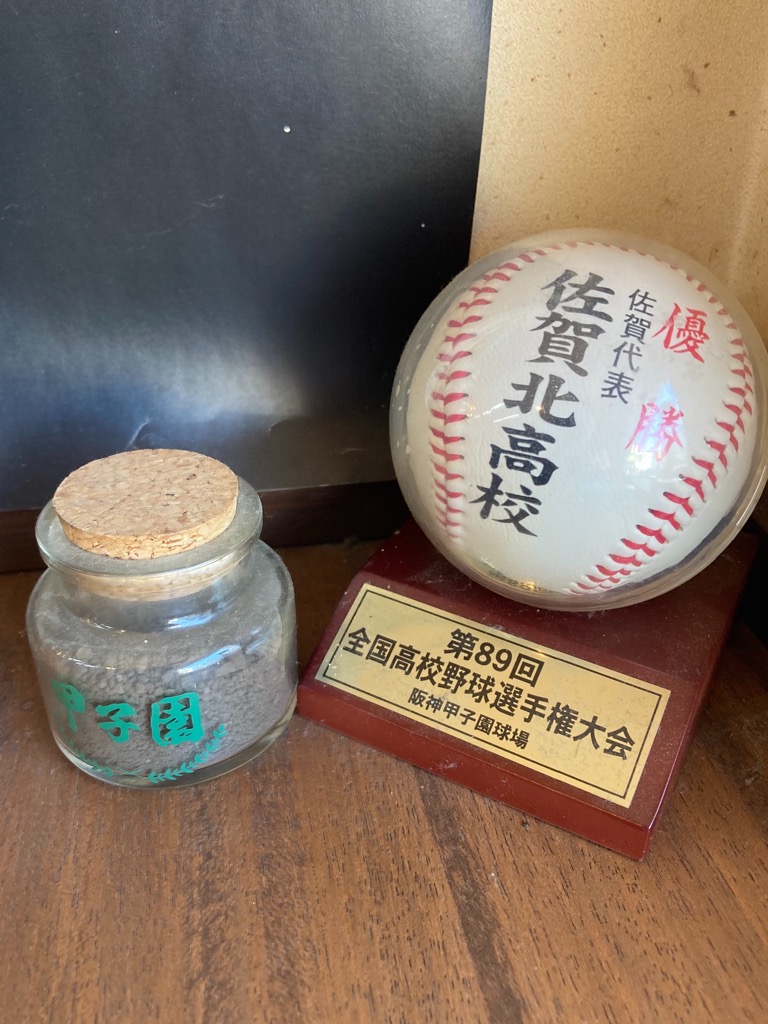 優勝
佐賀代表
佐賀北高校
第89回
全国高校野球選手権大会
阪神甲子園球場
甲子園